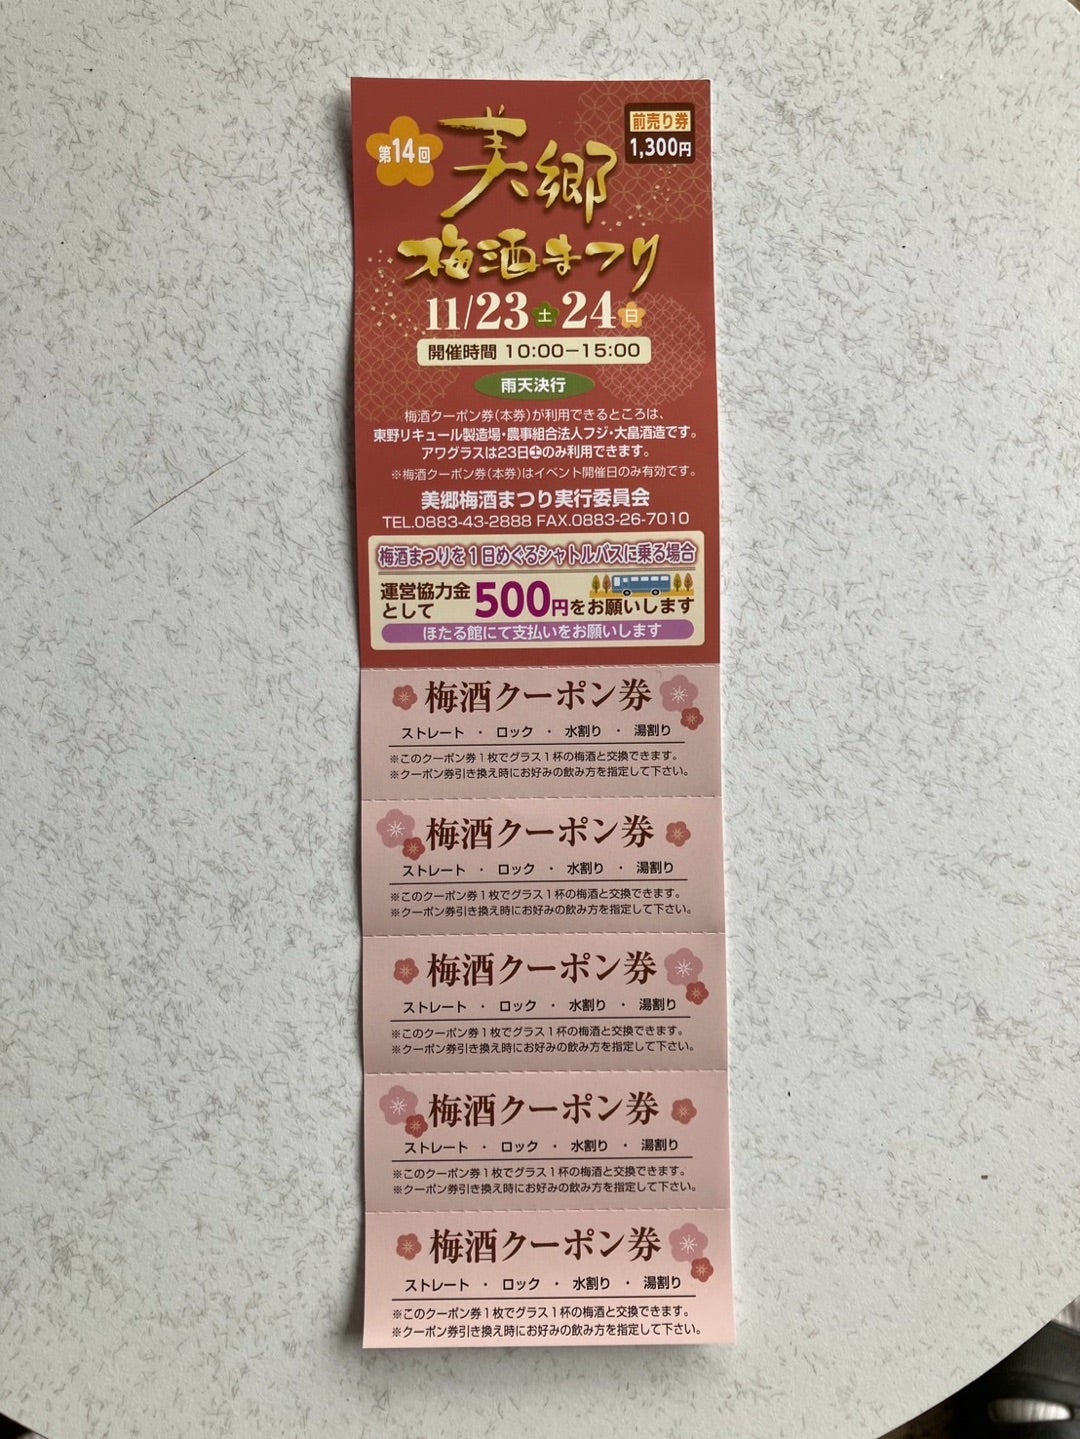 第14回
美郷
前売り券
1,300円
梅酒まつり
11/23土24日
開催時間 10:00-15:00
雨天決行
梅酒クーポン券(本券)が利用できるところは、
東野リキュール製造場・農事組合法人フジ・大畠酒造です。
アワグラスは23日土のみ利用できます。
※梅酒クーポン券(本券)はイベント開催日のみ有効です。
美郷梅酒まつり実行委員会
TEL.0883-43-2888 FAX.0883-26-7010
梅酒まつりを1日めぐるシャトルバスに乗る場合
運営協力金
として
500円をお願いします
ほたる館にて支払いをお願いします
梅酒クーポン券
ストレート ・ ロック ・ 水割り ・ 湯割り
※このクーポン券1枚でグラス1杯の梅酒と交換できます。
※クーポン券引き換え時にお好みの飲み方を指定して下さい。
梅酒クーポン券
ストレート ・ ロック ・ 水割り ・ 湯割り
※このクーポン券1枚でグラス1杯の梅酒と交換できます。
※クーポン券引き換え時にお好みの飲み方を指定して下さい。
梅酒クーポン券
ストレート ・ ロック ・ 水割り ・ 湯割り
※このクーポン券1枚でグラス1杯の梅酒と交換できます。
※クーポン券引き換え時にお好みの飲み方を指定して下さい。
梅酒クーポン券
ストレート ・ ロック ・ 水割り ・ 湯割り
※このクーポン券1枚でグラス1杯の梅酒と交換できます。
※クーポン券引き換え時にお好みの飲み方を指定して下さい。
梅酒クーポン券
ストレート ・ ロック ・ 水割り ・ 湯割り
※このクーポン券1枚でグラス1杯の梅酒と交換できます。
※クーポン券引き換え時にお好みの飲み方を指定して下さい。